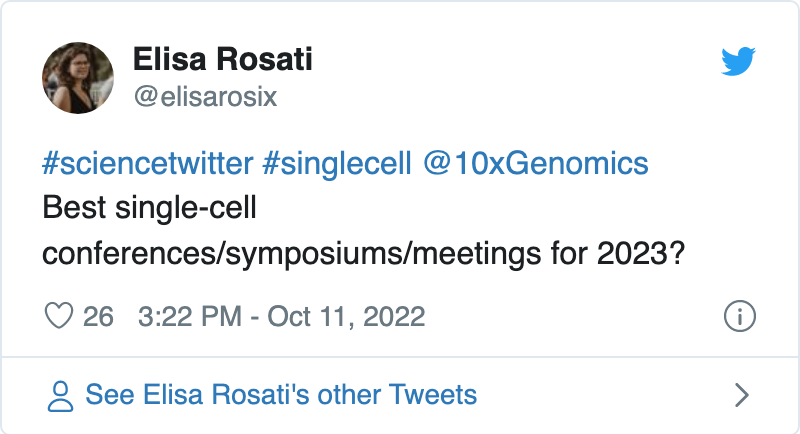 Elisa Rosati
@elisarosix
#sciencetwitter #singlecell @10xGenomics
Best single-cell
conferences/symposiums/meetings for 2023?
26 3:22 PM - Oct 11, 2022
See Elisa Rosati's other Tweets